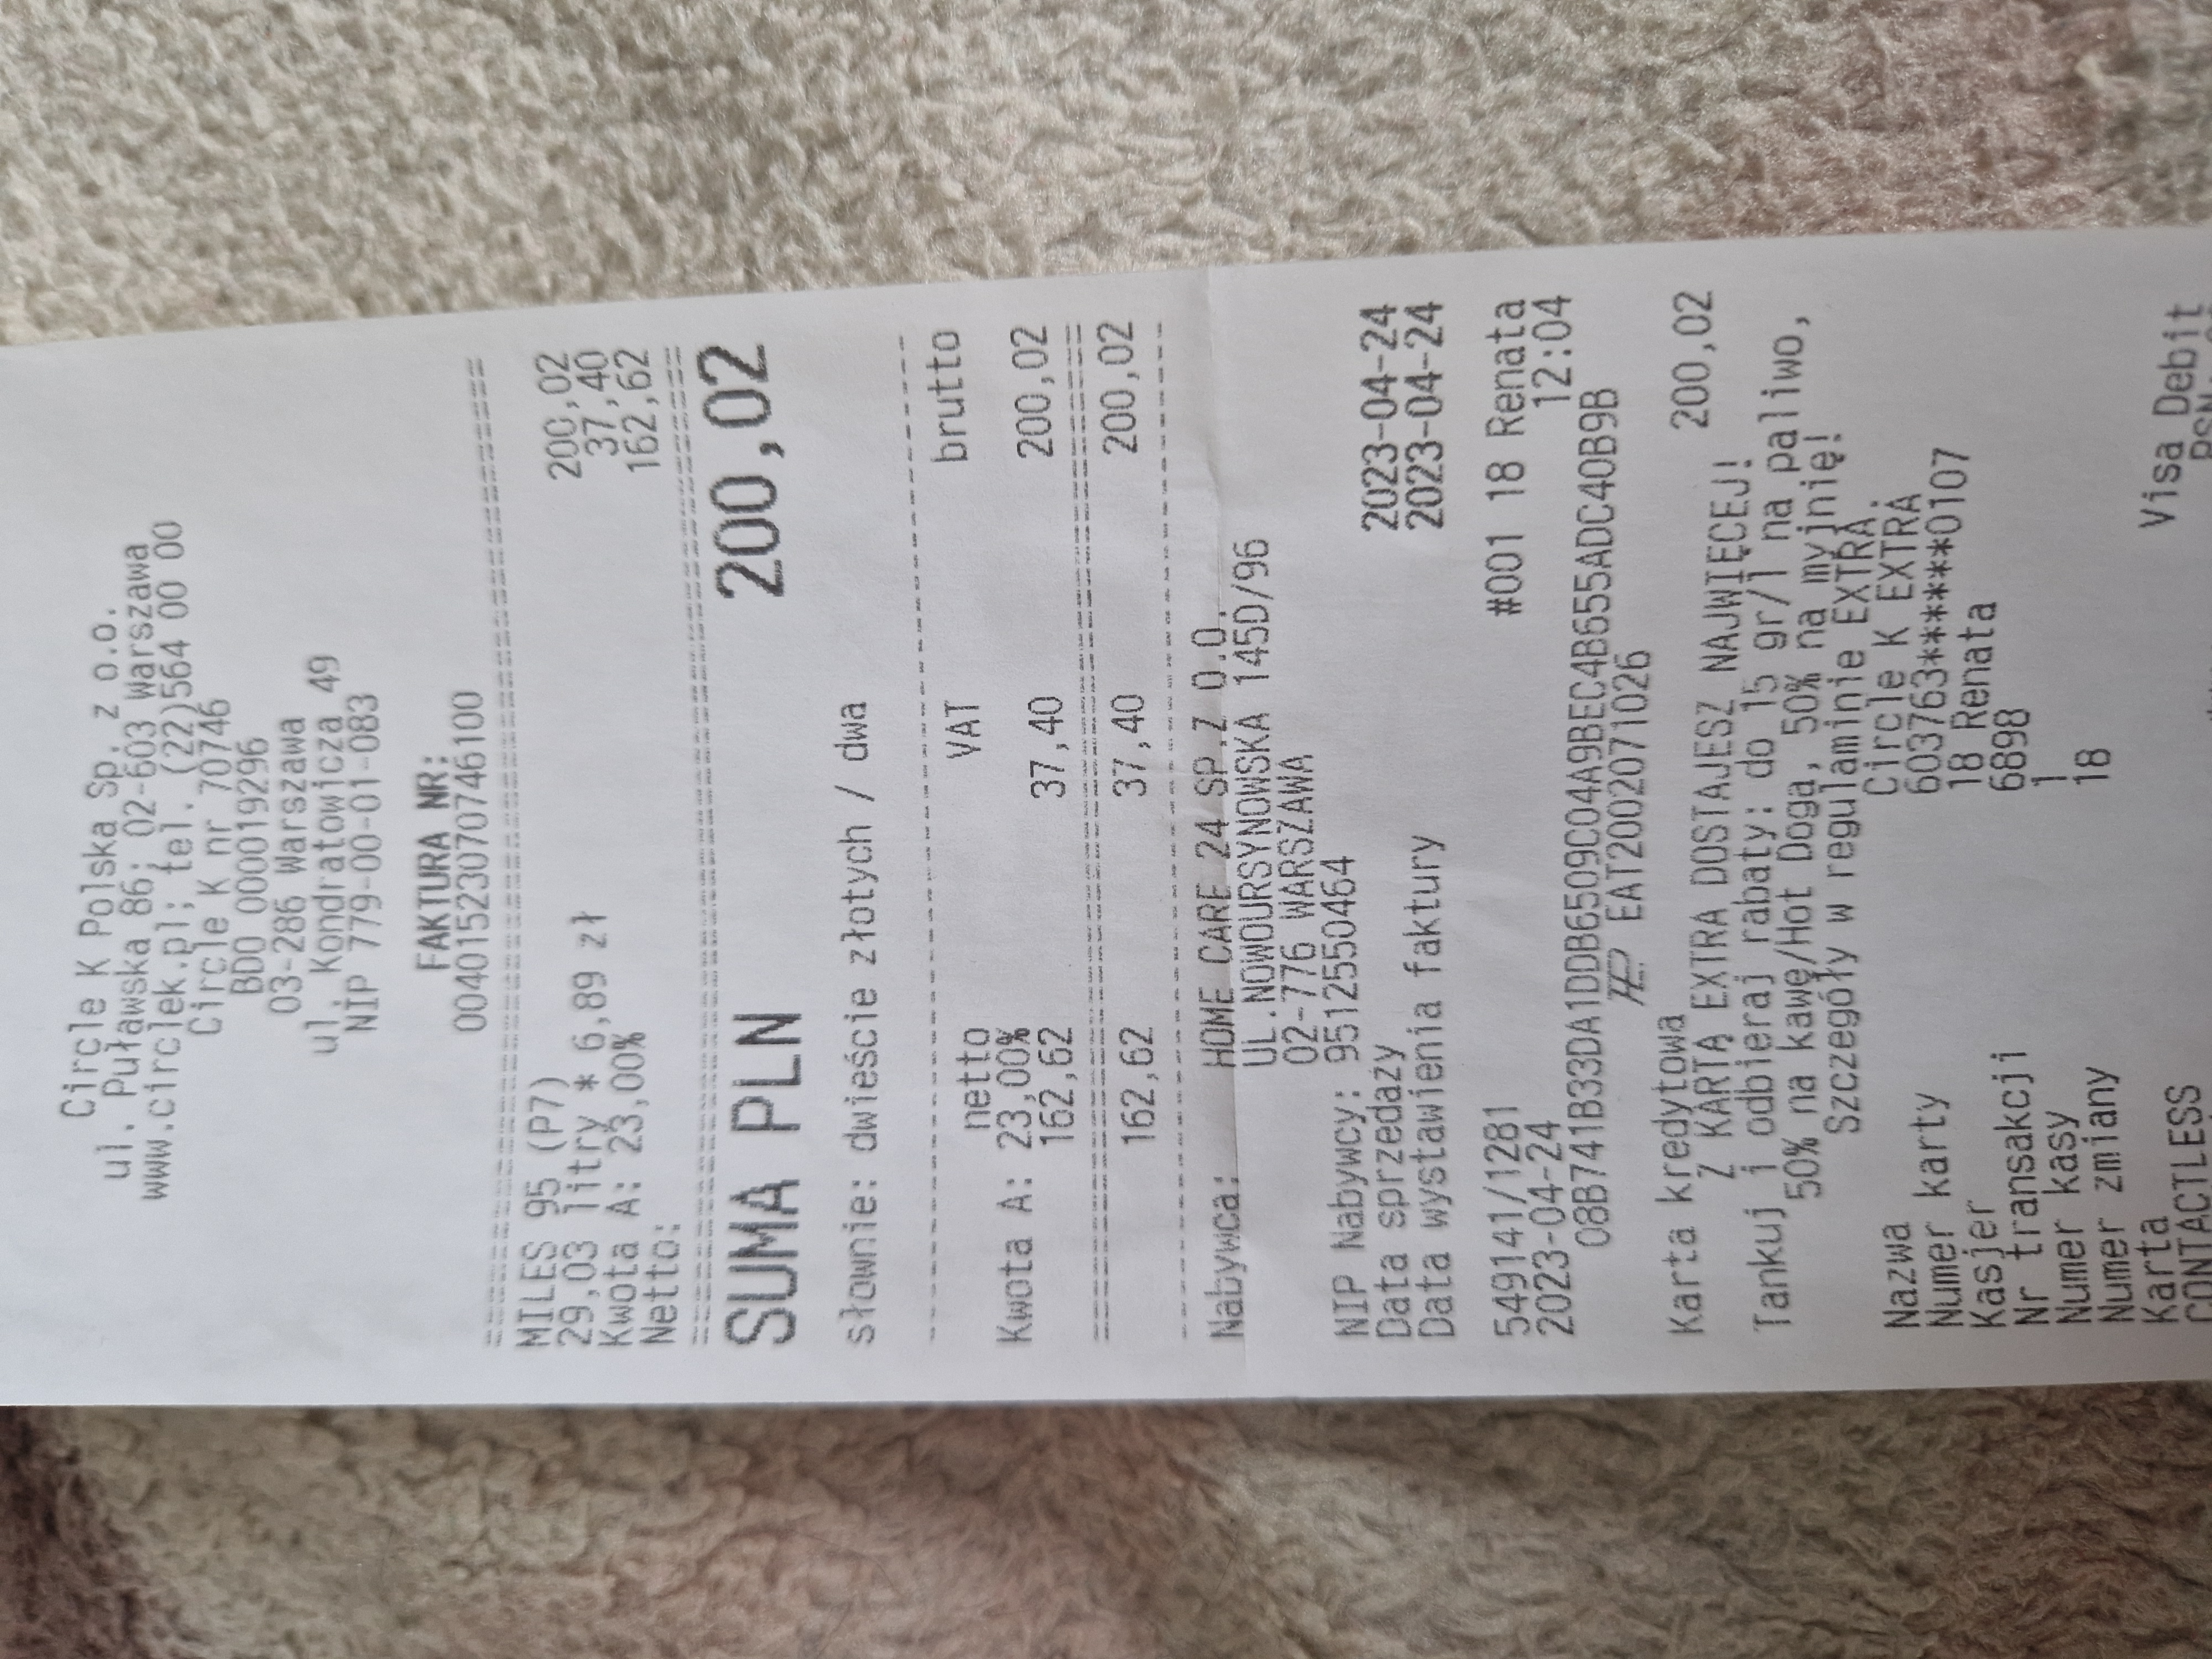 Circle K Polska Sp. z o.o.
ul. Puławska 86; 02-603 Warszawa
www.circlek.pl; tel. (22)564 00 00
Circle K nr 70746
BDO 000019296
03-286 Warszawa
ul. Kondratowicza 49
NIP 779-00-01-083
FAKTURA NR:
00401523070746100
MILES 95 (P7)
29,03 litry * 6,89 zł 200,02
Kwota A: 23,00% 37,40
Netto: 162,62
SUMA PLN 200,02
słownie: dwieście złotych / dwa
netto VAT brutto
Kwota A: 23,00%
162,62 37,40 200,02
162,62 37,40 200,02
Nabywca: HOME CARE 24 SP.Z O.O.
UL.NOWOURSYNOWSKA 145D/96
02-776 WARSZAWA
NIP Nabywcy: 9512550464
Data sprzedaży 2023-04-24
Data wystawienia faktury 2023-04-24
549141/1281 #001 18 Renata
2023-04-24 12:04
08B741B33DA1DDB6509C04A9BEC4B655ADC40B9B
EAT2002071026
Karta kredytowa 200,02
Z KARTĄ EXTRA DOSTAJESZ NAJWIĘCEJ!
Tankuj i odbieraj rabaty: do 15 gr/l na paliwo,
50% na kawę/Hot Doga, 50% na myjnię!
Szczegóły w regulaminie EXTRA.
Nazwa Circle K EXTRA
Numer karty 603763******0107
Kasjer 18 Renata
Nr transakcji 6898
Numer kasy 1
Numer zmiany 18
Karta Visa Debit
CONTACTLESS PSN: